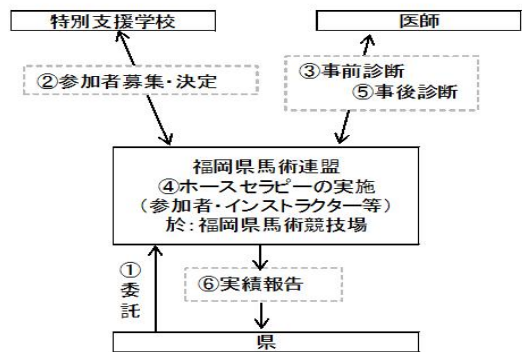 特別支援学校
医師
②参加者募集・決定
③事前診断
⑤事後診断
福岡県馬術連盟
④ホースセラピーの実施
（参加者・インストラクター等）
於：福岡県馬術競技場
①委託
⑥実績報告
県